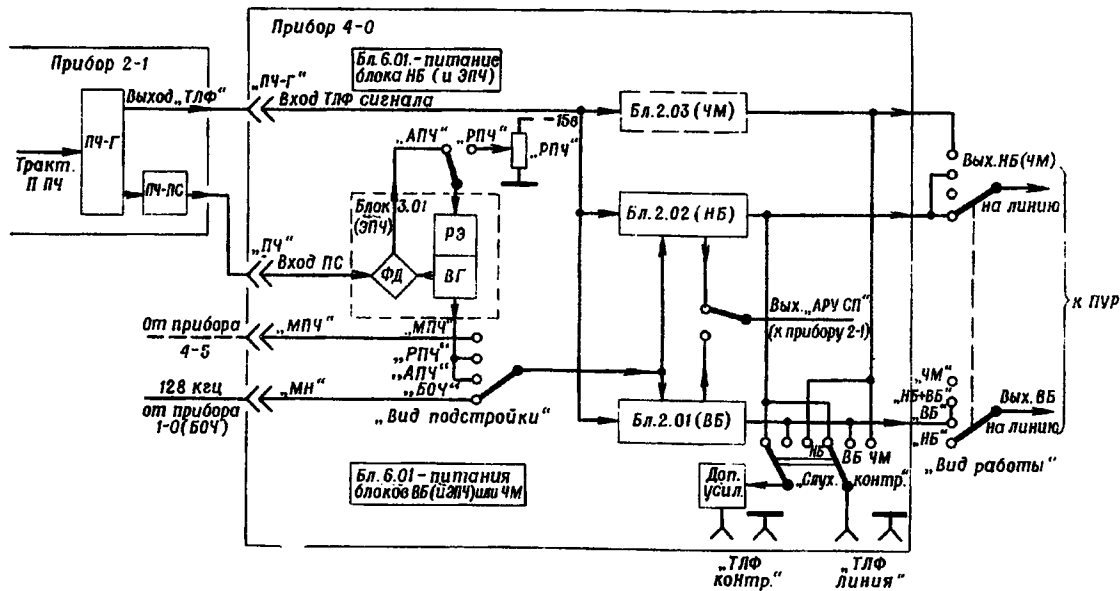 Прибор 4-0
Прибор 2-1
Бл. 6.01.- питание
блока НБ (и ЭПЧ)
Выход „ТЛФ"
„ПЧ-Г"
Вход ТЛФ сигнала
ПЧ-Г
Тракт.
П ПЧ
ПЧ-ПС
„АПЧ"
„РПЧ"
-15в
„РПЧ"
Бл.2.03 (ЧМ)
Вых. НБ(ЧМ)
на линию
Блок 3.01
(ЭПЧ)
РЭ
ВГ
ФД
Бл.2.02 (НБ)
„ПЧ"
Вход ПС
Вых. „АРУ СП"
(к прибору 2-1)
к ПУР
От прибора
4-5
„МПЧ"
„МПЧ"
„РПЧ"
„АПЧ"
„БОЧ"
128 кгц
от прибора
1-0(БОЧ)
„МН"
„Вид подстройки"
Бл.2.01 (ВБ)
„ЧМ"
„НБ+ВБ"
„ВБ"
„НБ"
Вых. ВБ
на линию
„Вид работы"
НБ
ВБ
ЧМ
Бл. 6.01- питания
блоков ВБ(и ЭПЧ) или ЧМ
Доп.
усил.
„Слух.
контр."
„ТЛФ
контр."
„ТЛФ
линия"